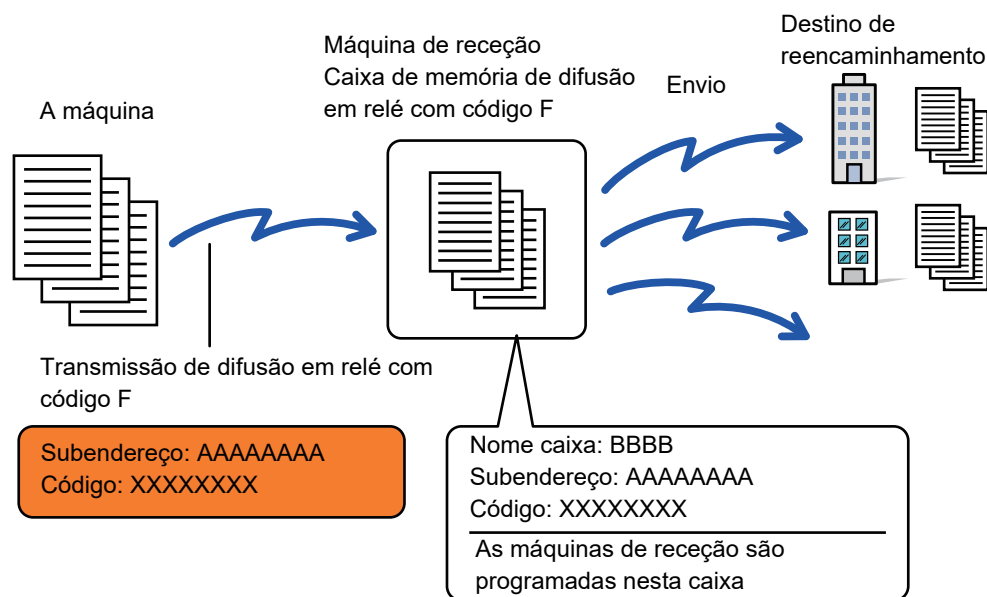 A máquina
Máquina de receção
Caixa de memória de difusão
em relé com código F
Envio
Destino de
reencaminhamento
Transmissão de difusão em relé com
código F
Subendereço: AAAAAAAA
Código: XXXXXXXX
Nome caixa: BBBB
Subendereço: AAAAAAAA
Código: XXXXXXXX
As máquinas de receção são
programadas nesta caixa